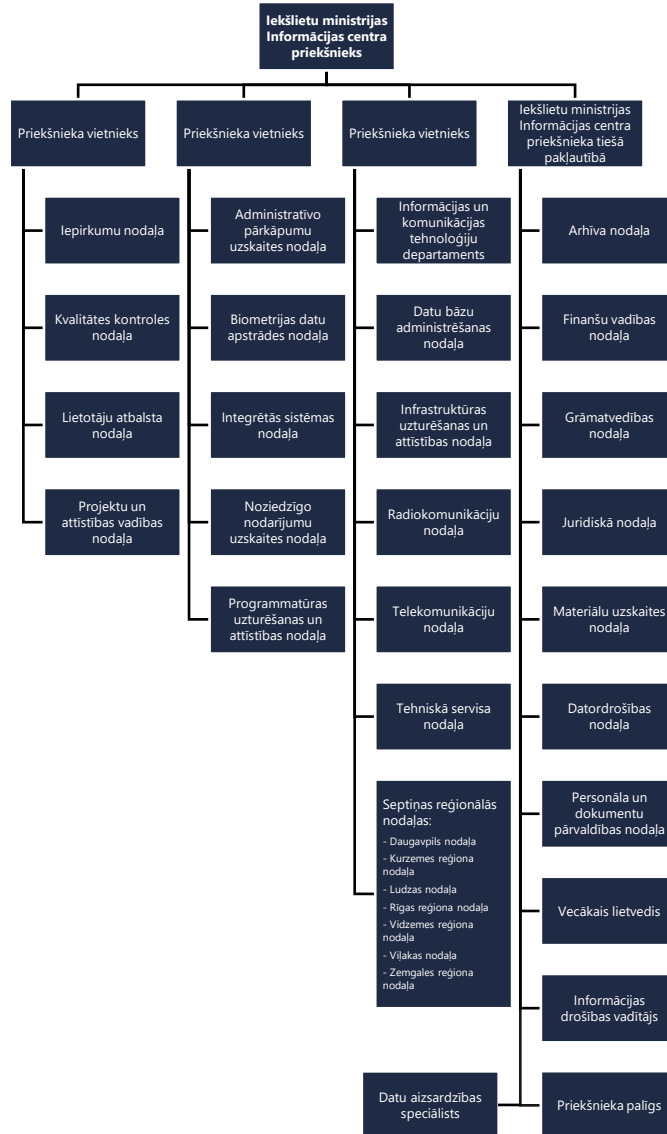 Iekšlietu ministrijas
Informācijas centra
priekšnieks
Priekšnieka vietnieks
Priekšnieka vietnieks
Priekšnieka vietnieks
Iekšlietu ministrijas
Informācijas centra
priekšnieka tiešā
pakļautībā
Iepirkumu nodaļa
Kvalitātes kontroles
nodaļa
Lietotāju atbalsta
nodaļa
Projektu un
attīstības vadības
nodaļa
Administratīvo
pārkāpumu
uzskaites nodaļa
Biometrijas datu
apstrādes nodaļa
Integrētās sistēmas
nodaļa
Noziedzīgo
nodarījumu
uzskaites nodaļa
Programmatūras
uzturēšanas un
attīstības nodaļa
Informācijas un
komunikācijas
tehnoloģiju
departaments
Datu bāzu
administrēšanas
nodaļa
Infrastruktūras
uzturēšanas un
attīstības nodaļa
Radiokomunikāciju
nodaļa
Telekomunikāciju
nodaļa
Tehniskā servisa
nodaļa
Septiņas reģionālās
nodaļas:
- Daugavpils nodaļa
- Kurzemes reģiona
nodaļa
- Ludzas nodaļa
- Rīgas reģiona nodaļa
- Vidzemes reģiona
nodaļa
- Viļakas nodaļa
- Zemgales reģiona
nodaļa
Arhīva nodaļa
Finanšu vadības
nodaļa
Grāmatvedības
nodaļa
Juridiskā nodaļa
Materiālu uzskaites
nodaļa
Datordrošības
nodaļa
Personāla un
dokumentu
pārvaldības nodaļa
Vecākais lietvedis
Informācijas
drošības vadītājs
Datu aizsardzības
speciālists
Priekšnieka palīgs